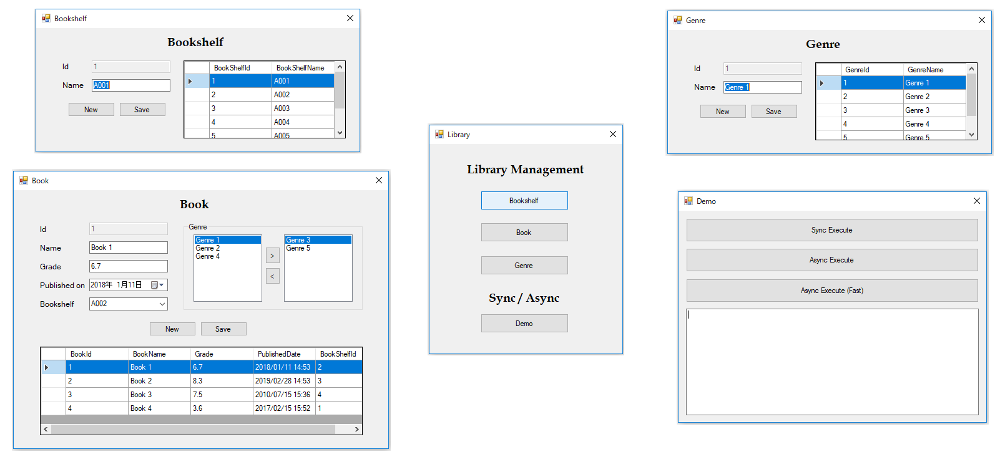 Bookshelf
Bookshelf
Id 1
Name A001
New Save
BookShelfId BookShelfName
1 A001
2 A002
3 A003
4 A004
5 A005
Book
Book
Id 1
Name Book 1
Grade 6.7
Published on 2018年 1月11日
Bookshelf A002
Genre
Genre 1
Genre 2
Genre 4
>
<
Genre 3
Genre 5
New Save
BookId BookName Grade PublishedDate BookShelfId
1 Book 1 6.7 2018/01/11 14:53 2
2 Book 2 8.3 2019/02/28 14:53 3
3 Book 3 7.5 2010/07/15 15:36 4
4 Book 4 3.6 2017/02/15 15:52 1
Library
Library Management
Bookshelf
Book
Genre
Sync / Async
Demo
Genre
Genre
Id 1
Name Genre 1
New Save
GenreId GenreName
1 Genre 1
2 Genre 2
3 Genre 3
4 Genre 4
5 Genre 5
Demo
Sync Execute
Async Execute
Async Execute (Fast)